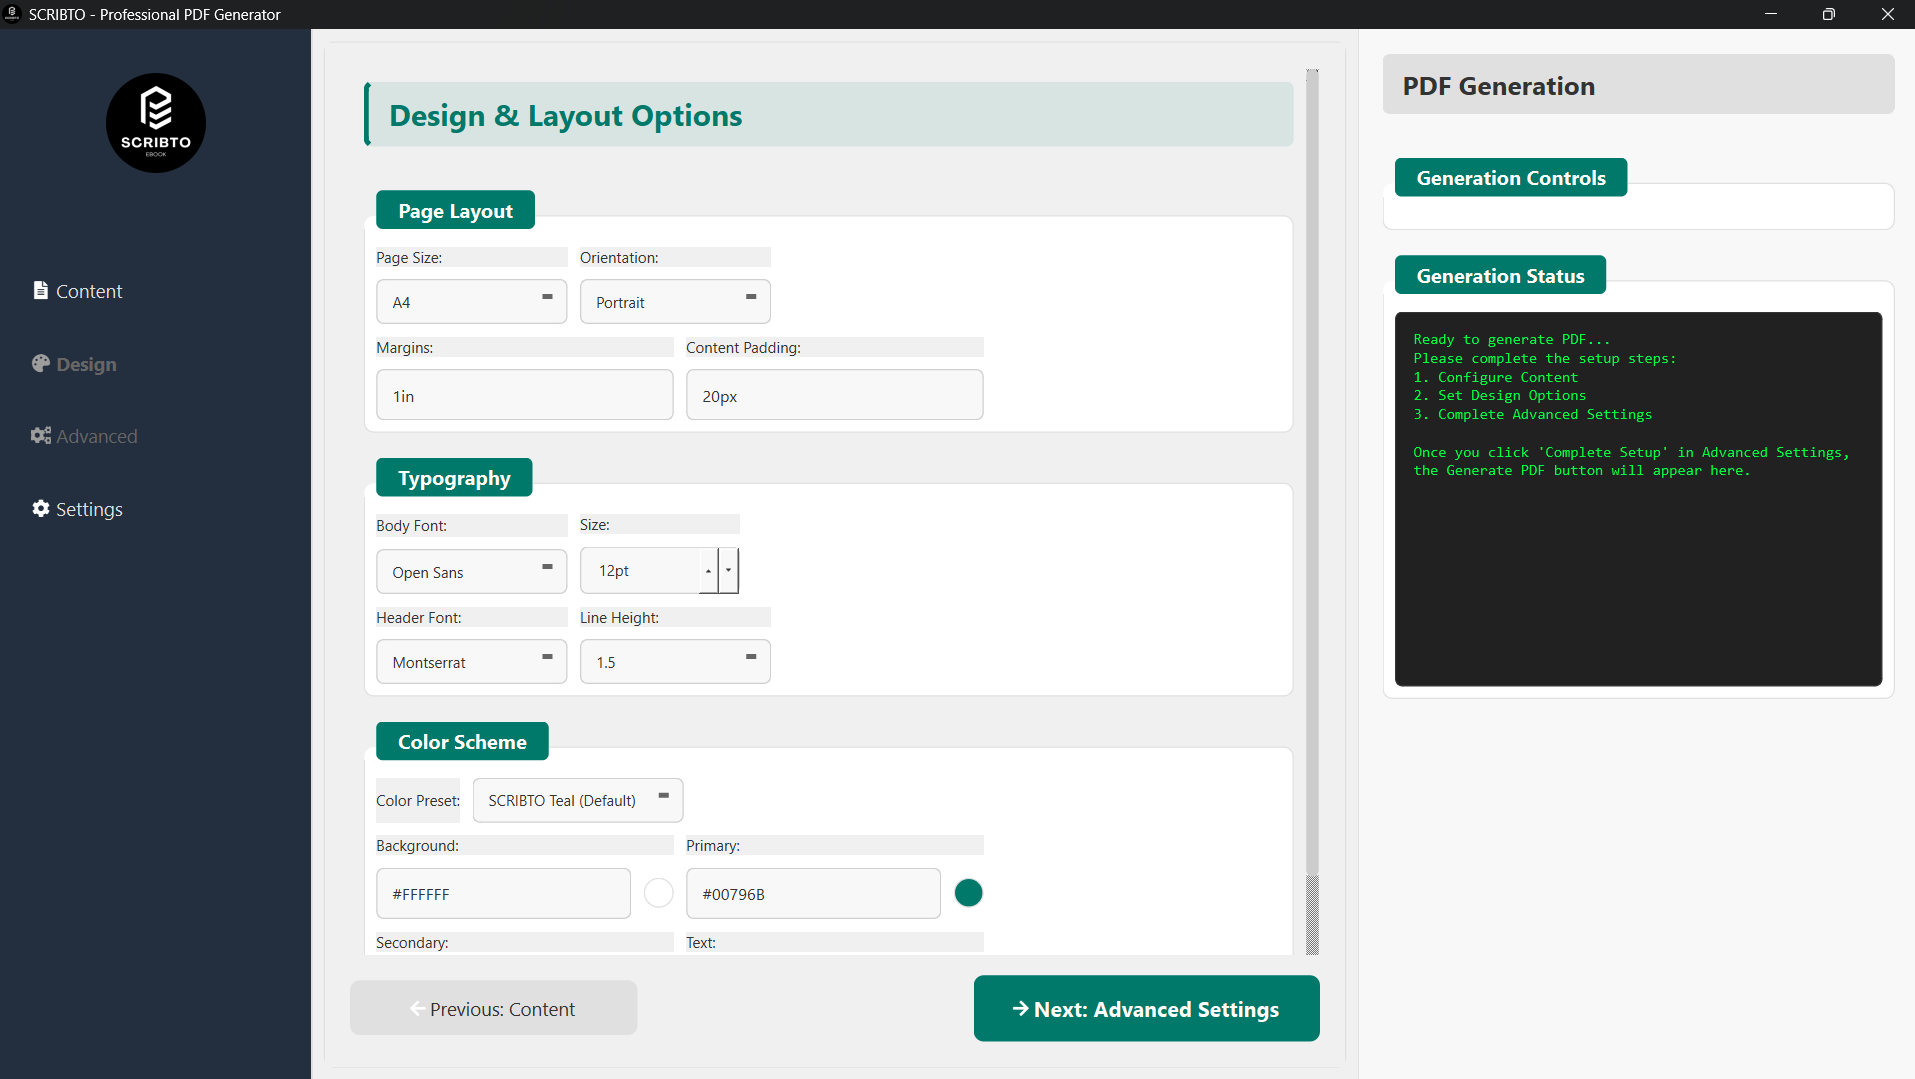 SCRIBTO - Professional PDF Generator
SCRIBTO
EBOOK
Content
Design
Advanced
Settings
Design & Layout Options
Page Layout
Page Size: Orientation:
A4 Portrait
Margins: Content Padding:
1in 20px
Typography
Body Font: Size:
Open Sans 12pt
Header Font: Line Height:
Montserrat 1.5
Color Scheme
Color Preset: SCRIBTO Teal (Default)
Background: Primary:
#FFFFFF #00796B
Secondary: Text:
Previous: Content
Next: Advanced Settings
PDF Generation
Generation Controls
Generation Status
Ready to generate PDF...
Please complete the setup steps:
1. Configure Content
2. Set Design Options
3. Complete Advanced Settings
Once you click 'Complete Setup' in Advanced Settings,
the Generate PDF button will appear here.